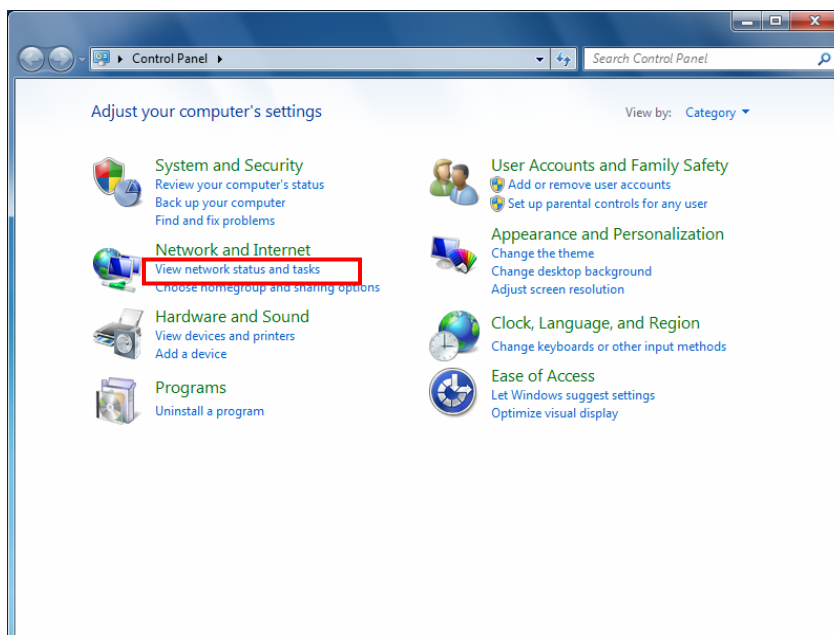 Control Panel
Search Control Panel
Adjust your computer's settings
View by: Category
System and Security
Review your computer's status
Back up your computer
Find and fix problems
Network and Internet
View network status and tasks
Choose homegroup and sharing options
Hardware and Sound
View devices and printers
Add a device
Programs
Uninstall a program
User Accounts and Family Safety
Add or remove user accounts
Set up parental controls for any user
Appearance and Personalization
Change the theme
Change desktop background
Adjust screen resolution
Clock, Language, and Region
Change keyboards or other input methods
Ease of Access
Let Windows suggest settings
Optimize visual display